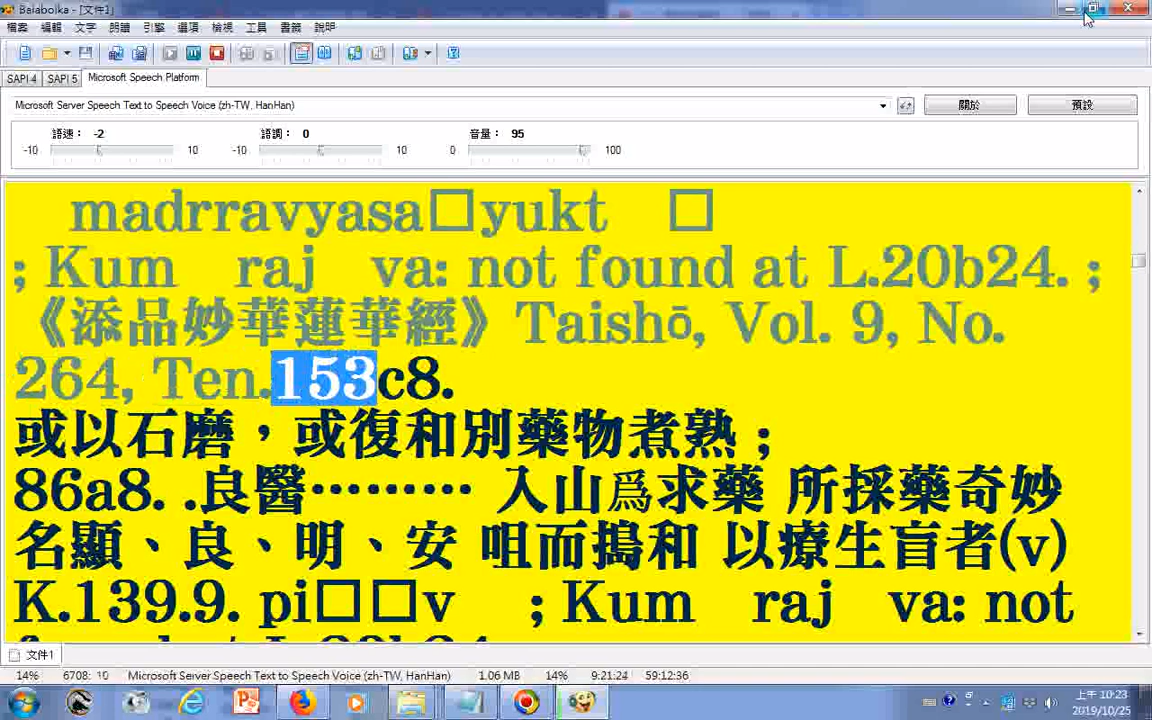 Balabolka - [文件1]
檔案 編輯 文字 朗讀 引擎 選項 檢視 工具 書籤 說明
SAPI 4 SAPI 5 Microsoft Speech Platform
Microsoft Server Speech Text to Speech Voice (zh-TW, HanHan) 關於 預設
語速： -2 語調： 0 音量： 95
-10 10 -10 10 0 100
madrravyasa□yukt □
; Kum raj va: not found at L.20b24. ;
《添品妙華蓮華經》Taishō, Vol. 9, No.
264, Ten.153c8.
或以石磨，或復和別藥物煮熟；
86a8. .良醫……… 入山爲求藥 所採藥奇妙
名顯、良、明、安 咀而搗和 以療生盲者(v)
K.139.9. pi□□v ; Kum raj va: not
found at L.20b24.
文件1
14% 6708: 10 Microsoft Server Speech Text to Speech Voice (zh-TW, HanHan) 1.06 MB 14% 9:21:24 59:12:36
上午 10:23
2019/10/25